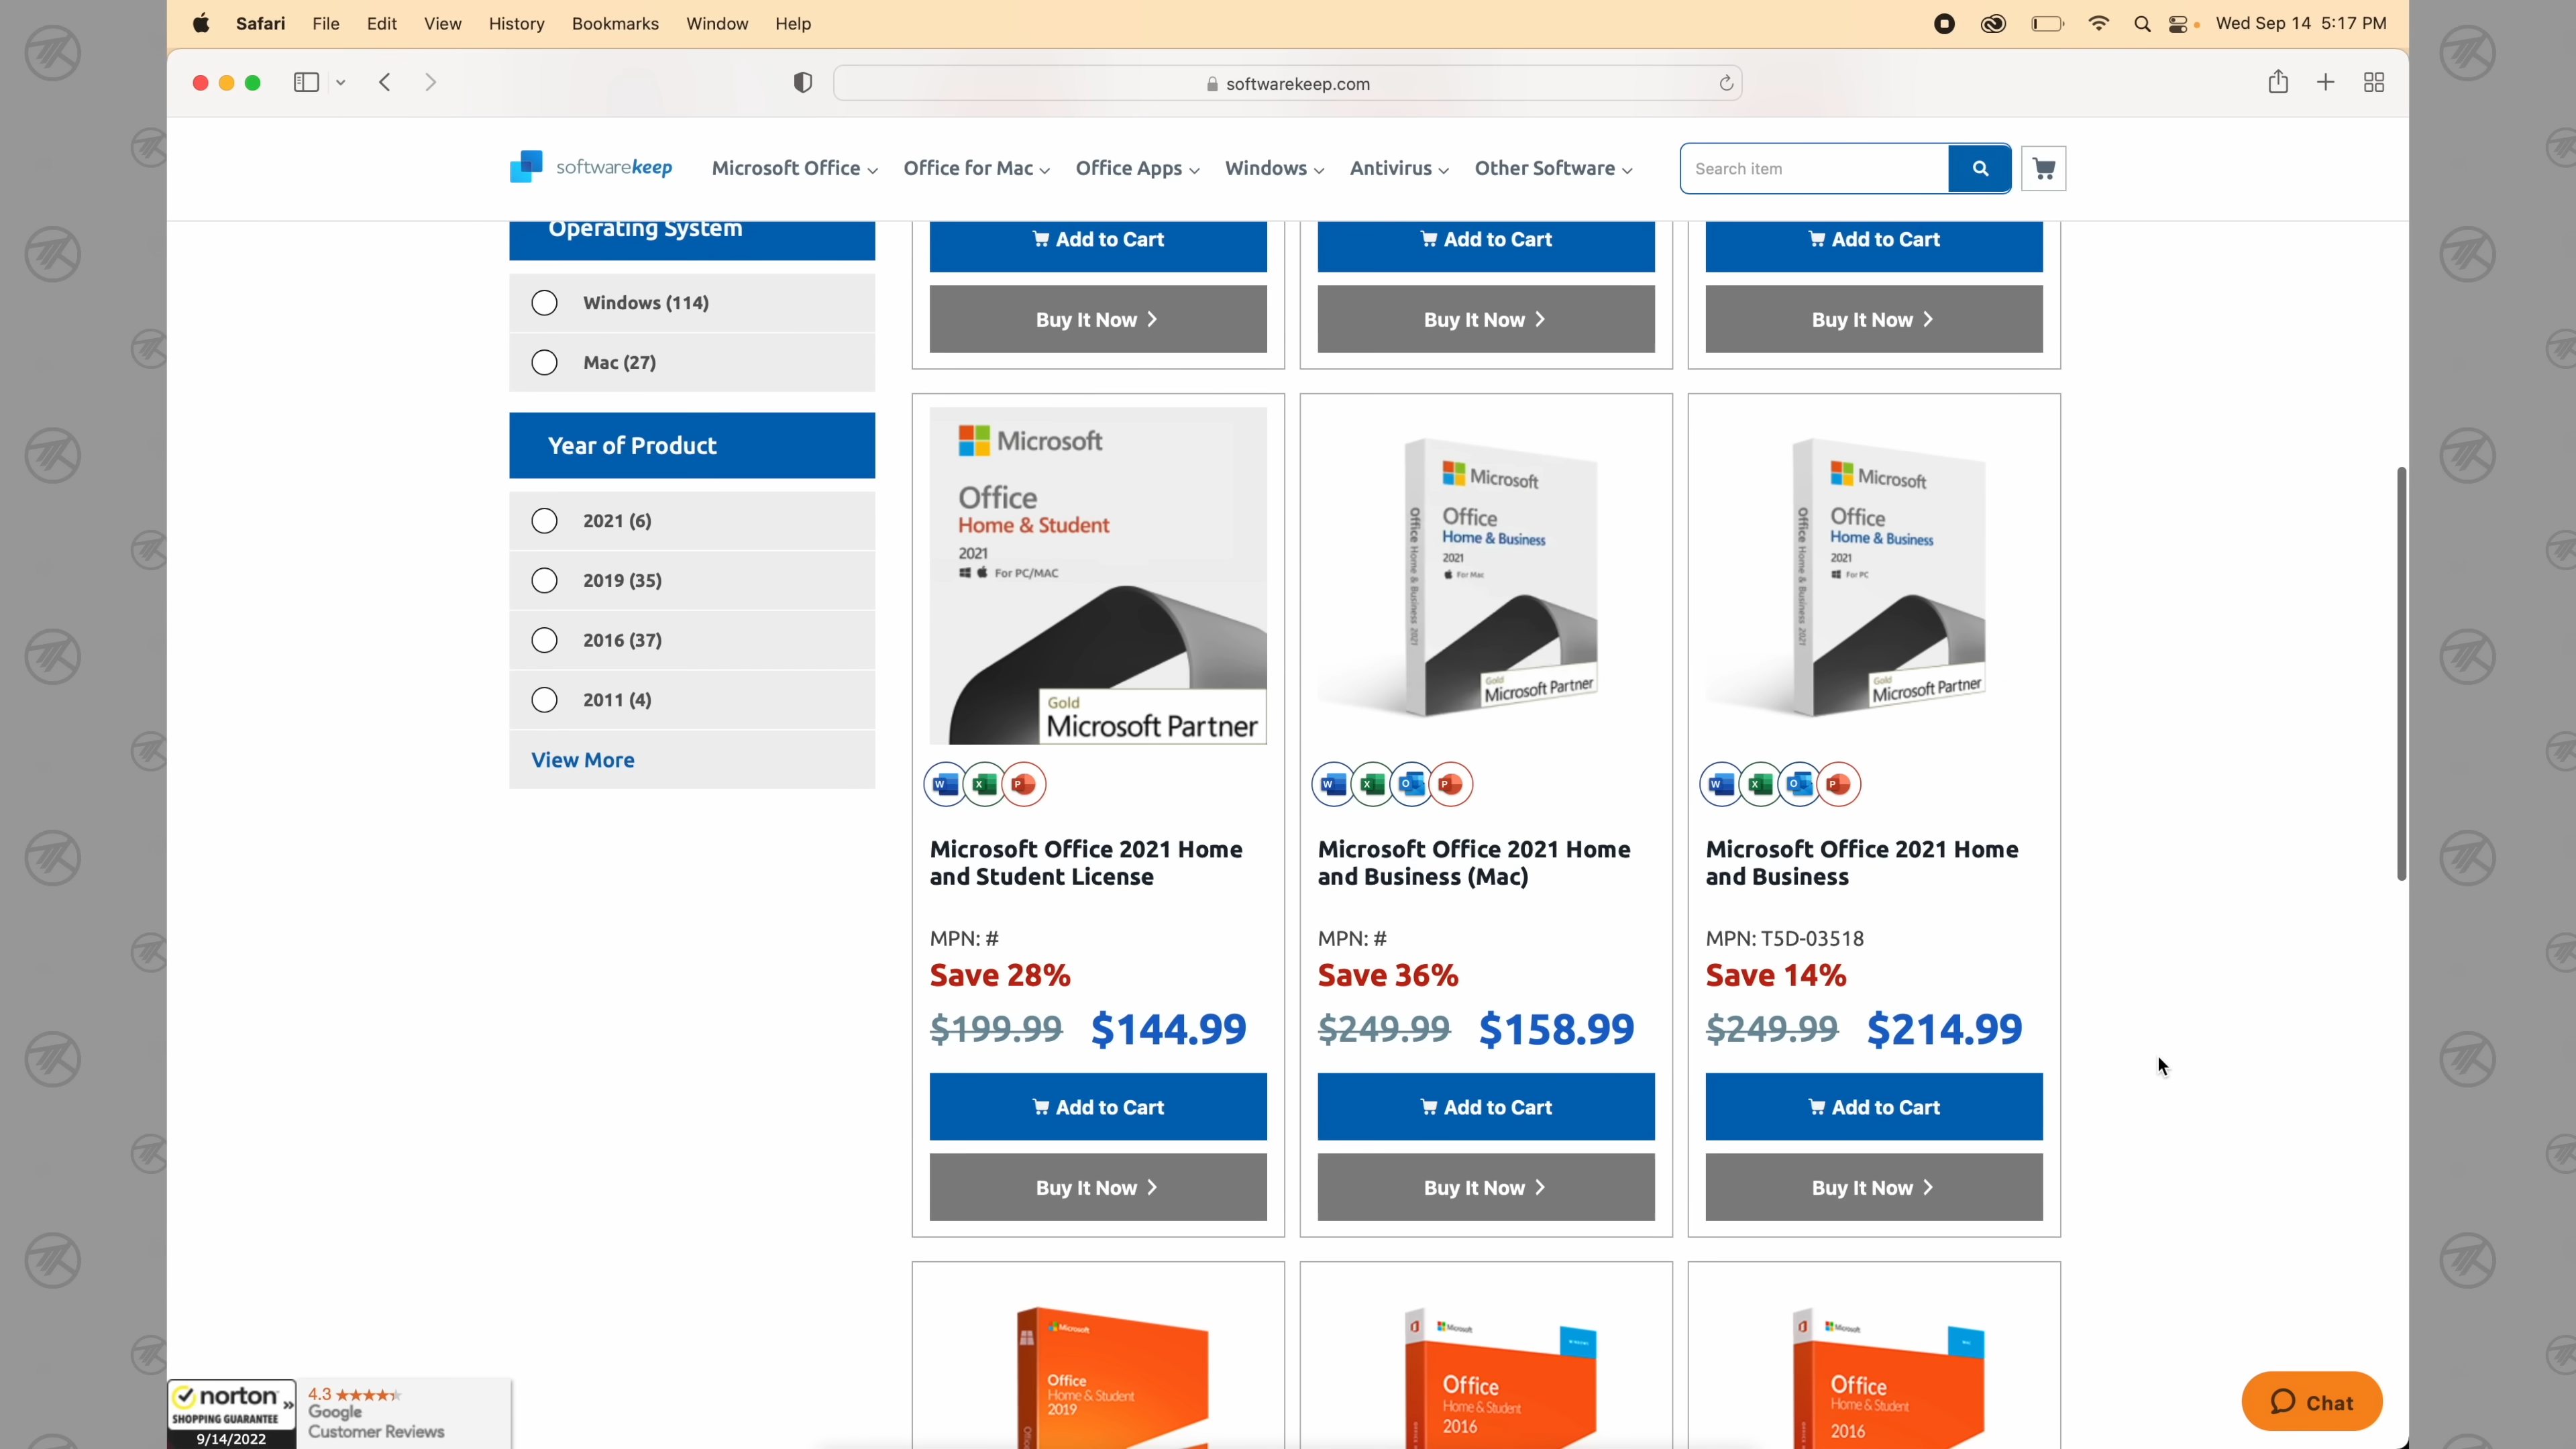 Safari File Edit View History Bookmarks Window Help Wed Sep 14 5:17 PM
softwarekeep.com
softwarekeep Microsoft Office Office for Mac Office Apps Windows Antivirus Other Software Search item
Operating System
Windows (114)
Mac (27)
Year of Product
2021 (6)
2019 (35)
2016 (37)
2011 (4)
View More
Add to Cart Add to Cart Add to Cart
Buy It Now Buy It Now Buy It Now
Microsoft
Office
Home & Student
2021
For PC/MAC
Gold
Microsoft Partner
W X P
Microsoft Office 2021 Home
and Student License
MPN: #
Save 28%
$199.99 $144.99
Add to Cart
Buy It Now
Microsoft
Office
Home & Business
2021
For Mac
Office Home & Business 2021
Gold
Microsoft Partner
W X O P
Microsoft Office 2021 Home
and Business (Mac)
MPN: #
Save 36%
$249.99 $158.99
Add to Cart
Buy It Now
Microsoft
Office
Home & Business
2021
For PC
Office Home & Business 2021
Gold
Microsoft Partner
W X O P
Microsoft Office 2021 Home
and Business
MPN: T5D-03518
Save 14%
$249.99 $214.99
Add to Cart
Buy It Now
Microsoft
Office
Home & Student
2019
Microsoft
Office
Home & Student
2016
Microsoft
Office
Home & Student
2016
norton
SHOPPING GUARANTEE
9/14/2022
4.3
Google
Customer Reviews
Chat